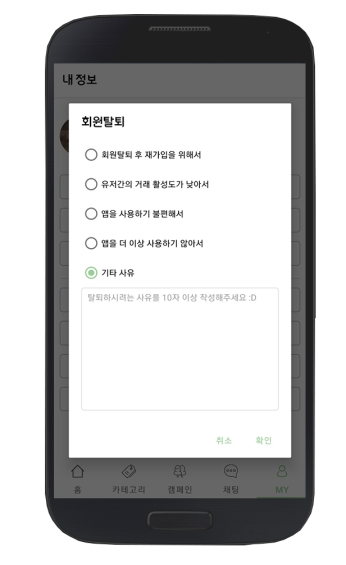 내 정보
회원탈퇴
회원탈퇴 후 재가입을 위해서
유저간의 거래 활성도가 낮아서
앱을 사용하기 불편해서
앱을 더 이상 사용하기 않아서
기타 사유
탈퇴하시려는 사유를 10자 이상 작성해주세요 :D
취소 확인
홈 카테고리 캠페인 채팅 MY